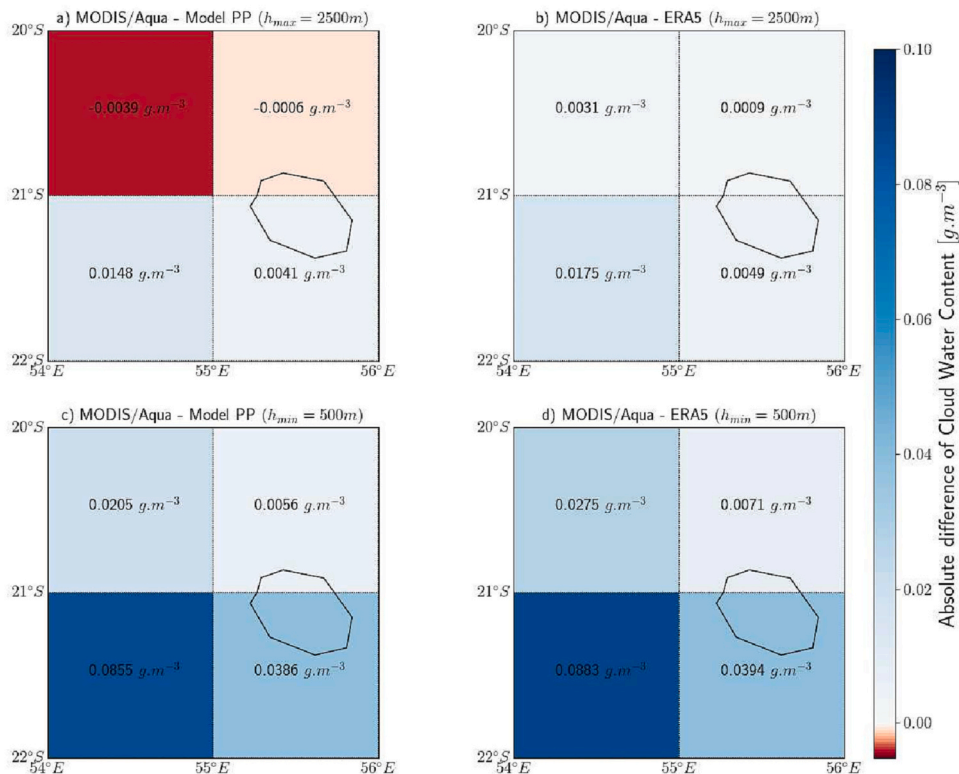 a) MODIS/Aqua - Model PP (h_max = 2500m)
b) MODIS/Aqua - ERA5 (h_max = 2500m)
20°S
-0.0039 g.m⁻³
-0.0006 g.m⁻³
21°S
0.0148 g.m⁻³
0.0041 g.m⁻³
22°S
54°E
55°E
56°E
20°S
0.0031 g.m⁻³
0.0009 g.m⁻³
21°S
0.0175 g.m⁻³
0.0049 g.m⁻³
22°S
54°E
55°E
56°E
c) MODIS/Aqua - Model PP (h_min = 500m)
d) MODIS/Aqua - ERA5 (h_min = 500m)
20°S
0.0205 g.m⁻³
0.0056 g.m⁻³
21°S
0.0855 g.m⁻³
0.0386 g.m⁻³
22°S
54°E
55°E
56°E
20°S
0.0275 g.m⁻³
0.0071 g.m⁻³
21°S
0.0883 g.m⁻³
0.0394 g.m⁻³
22°S
54°E
55°E
56°E
0.10
0.08
0.06
0.04
0.02
0.00
Absolute difference of Cloud Water Content [g.m⁻³]